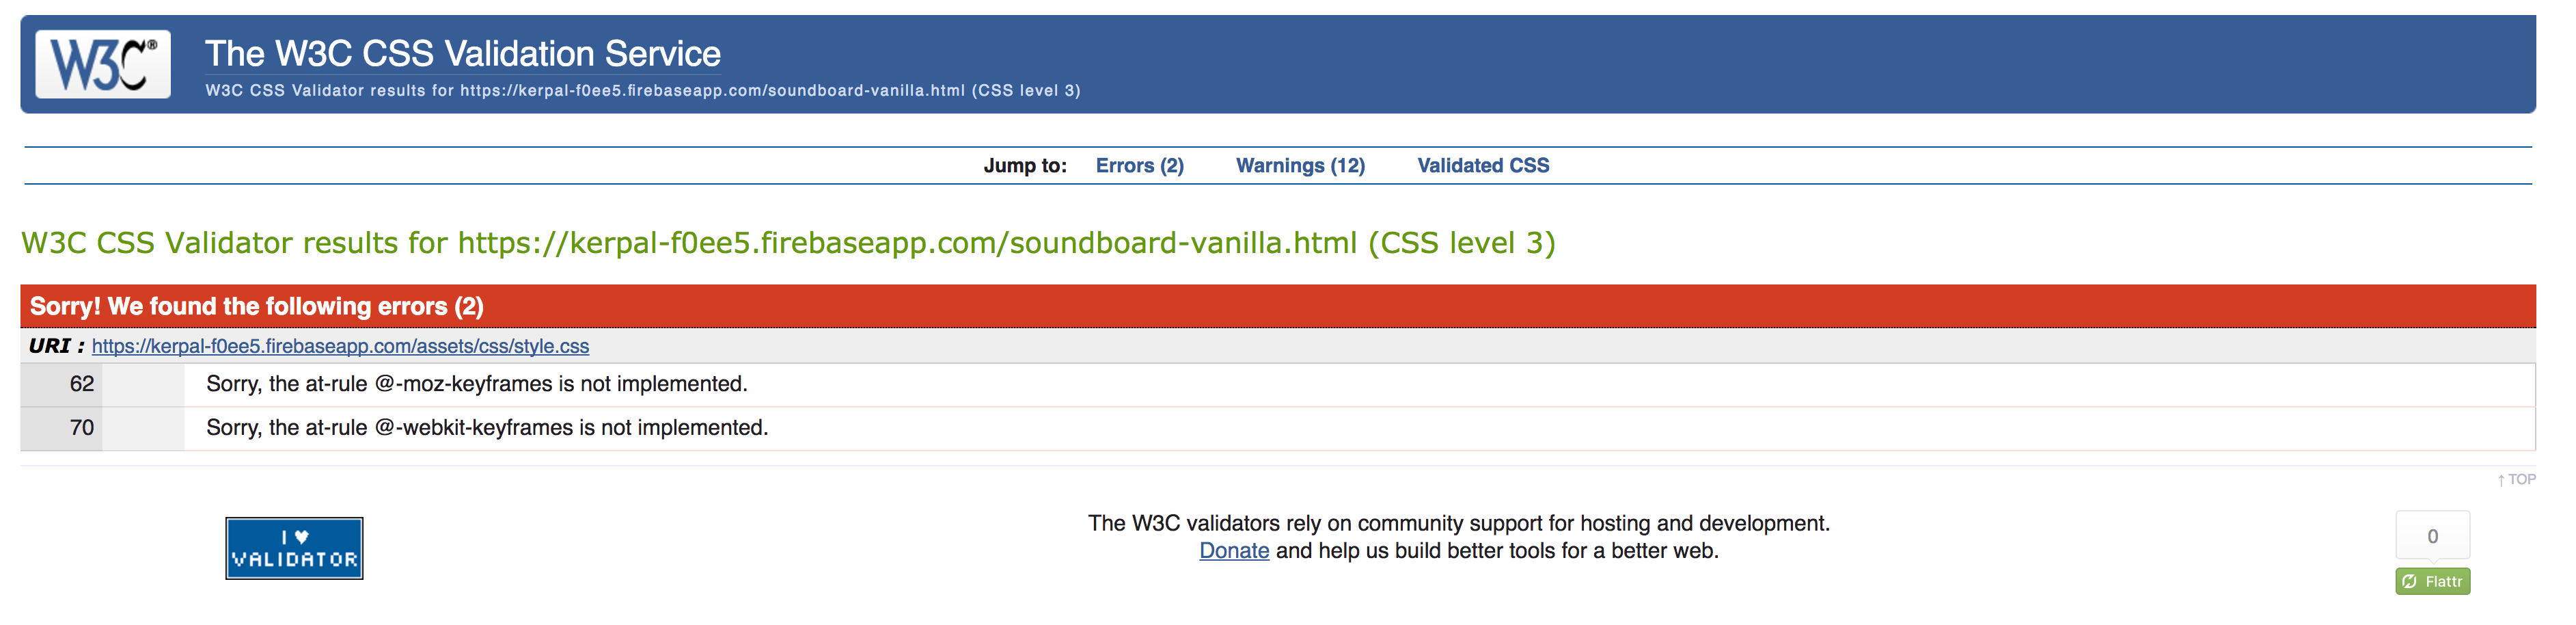 W3C®
The W3C CSS Validation Service
W3C CSS Validator results for https://kerpal-f0ee5.firebaseapp.com/soundboard-vanilla.html (CSS level 3)
Jump to: Errors (2) Warnings (12) Validated CSS
W3C CSS Validator results for https://kerpal-f0ee5.firebaseapp.com/soundboard-vanilla.html (CSS level 3)
Sorry! We found the following errors (2)
URI : https://kerpal-f0ee5.firebaseapp.com/assets/css/style.css
62 Sorry, the at-rule @-moz-keyframes is not implemented.
70 Sorry, the at-rule @-webkit-keyframes is not implemented.
↑ TOP
I ♥
VALIDATOR
The W3C validators rely on community support for hosting and development.
Donate and help us build better tools for a better web.
0
Flattr